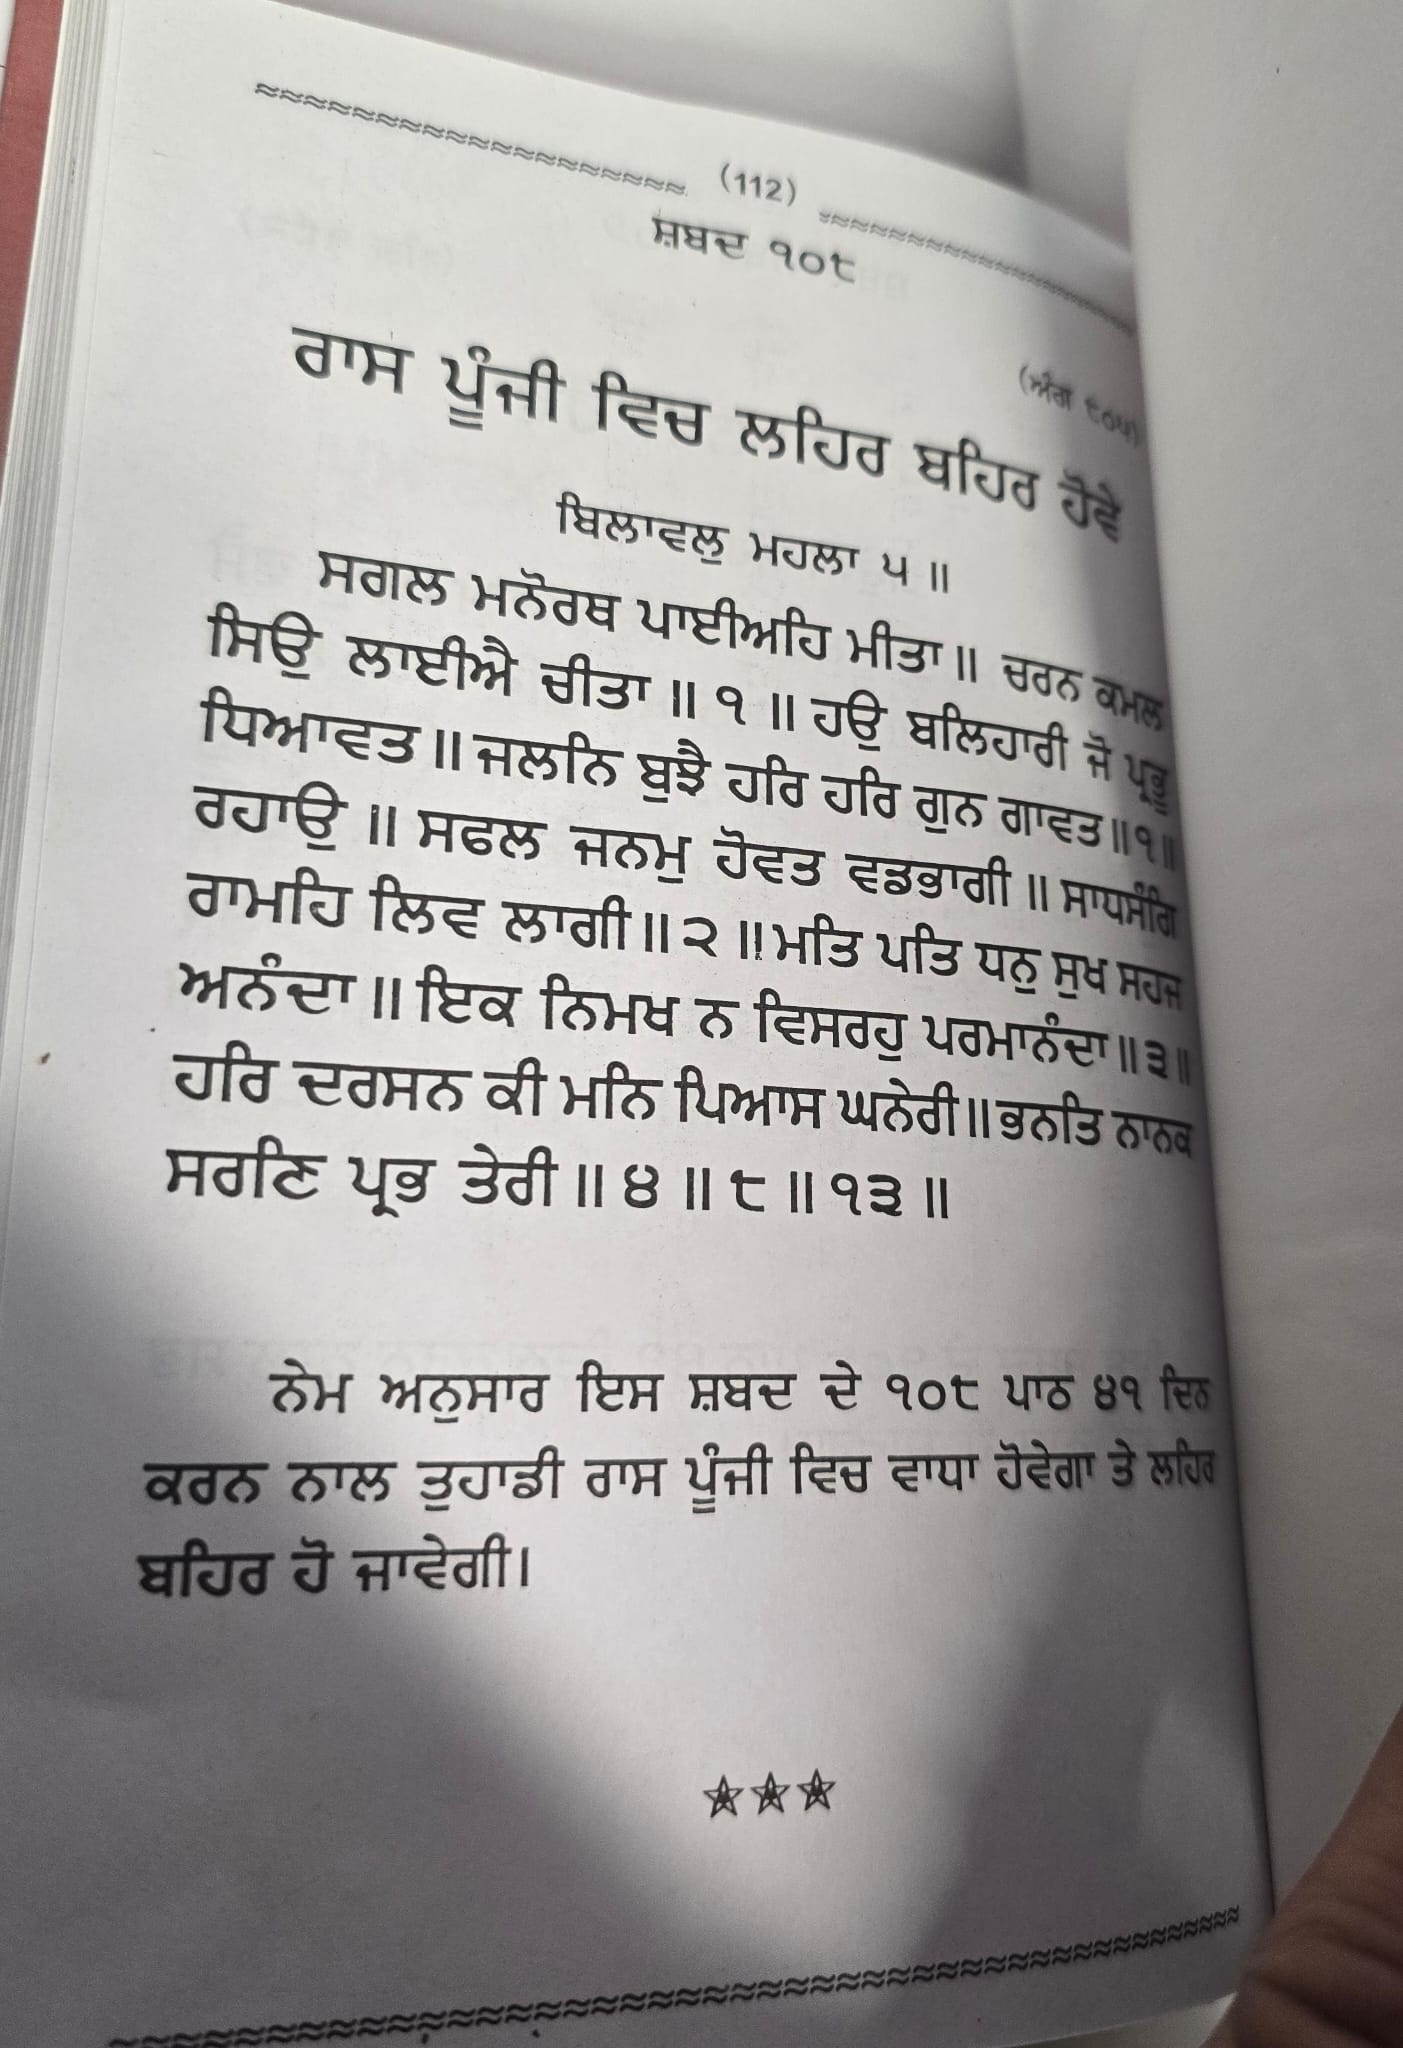 (112)
ਸ਼ਬਦ ੧੦੮
(ਅੰਗ ੮੦੫)
ਰਾਸ ਪੂੰਜੀ ਵਿਚ ਲਹਿਰ ਬਹਿਰ ਹੋਵੇ
ਬਿਲਾਵਲੁ ਮਹਲਾ ੫ ॥
ਸਗਲ ਮਨੋਰਥ ਪਾਈਅਹਿ ਮੀਤਾ ॥ ਚਰਨ ਕਮਲ
ਸਿਉ ਲਾਈਐ ਚੀਤਾ ॥ ੧ ॥ ਹਉ ਬਲਿਹਾਰੀ ਜੋ ਪ੍ਰਭੂ
ਧਿਆਵਤ ॥ ਜਲਨਿ ਬੁਝੈ ਹਰਿ ਹਰਿ ਗੁਨ ਗਾਵਤ ॥ ੧ ॥
ਰਹਾਉ ॥ ਸਫਲ ਜਨਮੁ ਹੋਵਤ ਵਡਭਾਗੀ ॥ ਸਾਧਸੰਗਿ
ਰਾਮਹਿ ਲਿਵ ਲਾਗੀ ॥ ੨ ॥ ਮਤਿ ਪਤਿ ਧਨੁ ਸੁਖ ਸਹਜ
ਅਨੰਦਾ ॥ ਇਕ ਨਿਮਖ ਨ ਵਿਸਰਹੁ ਪਰਮਾਨੰਦਾ ॥ ੩ ॥
ਹਰਿ ਦਰਸਨ ਕੀ ਮਨਿ ਪਿਆਸ ਘਨੇਰੀ ॥ ਭਨਤਿ ਨਾਨਕ
ਸਰਣਿ ਪ੍ਰਭ ਤੇਰੀ ॥ ੪ ॥ ੮ ॥ ੧੩ ॥
ਨੇਮ ਅਨੁਸਾਰ ਇਸ ਸ਼ਬਦ ਦੇ ੧੦੮ ਪਾਠ ੪੧ ਦਿਨ
ਕਰਨ ਨਾਲ ਤੁਹਾਡੀ ਰਾਸ ਪੂੰਜੀ ਵਿਚ ਵਾਧਾ ਹੋਵੇਗਾ ਤੇ ਲਹਿਰ
ਬਹਿਰ ਹੋ ਜਾਵੇਗੀ।